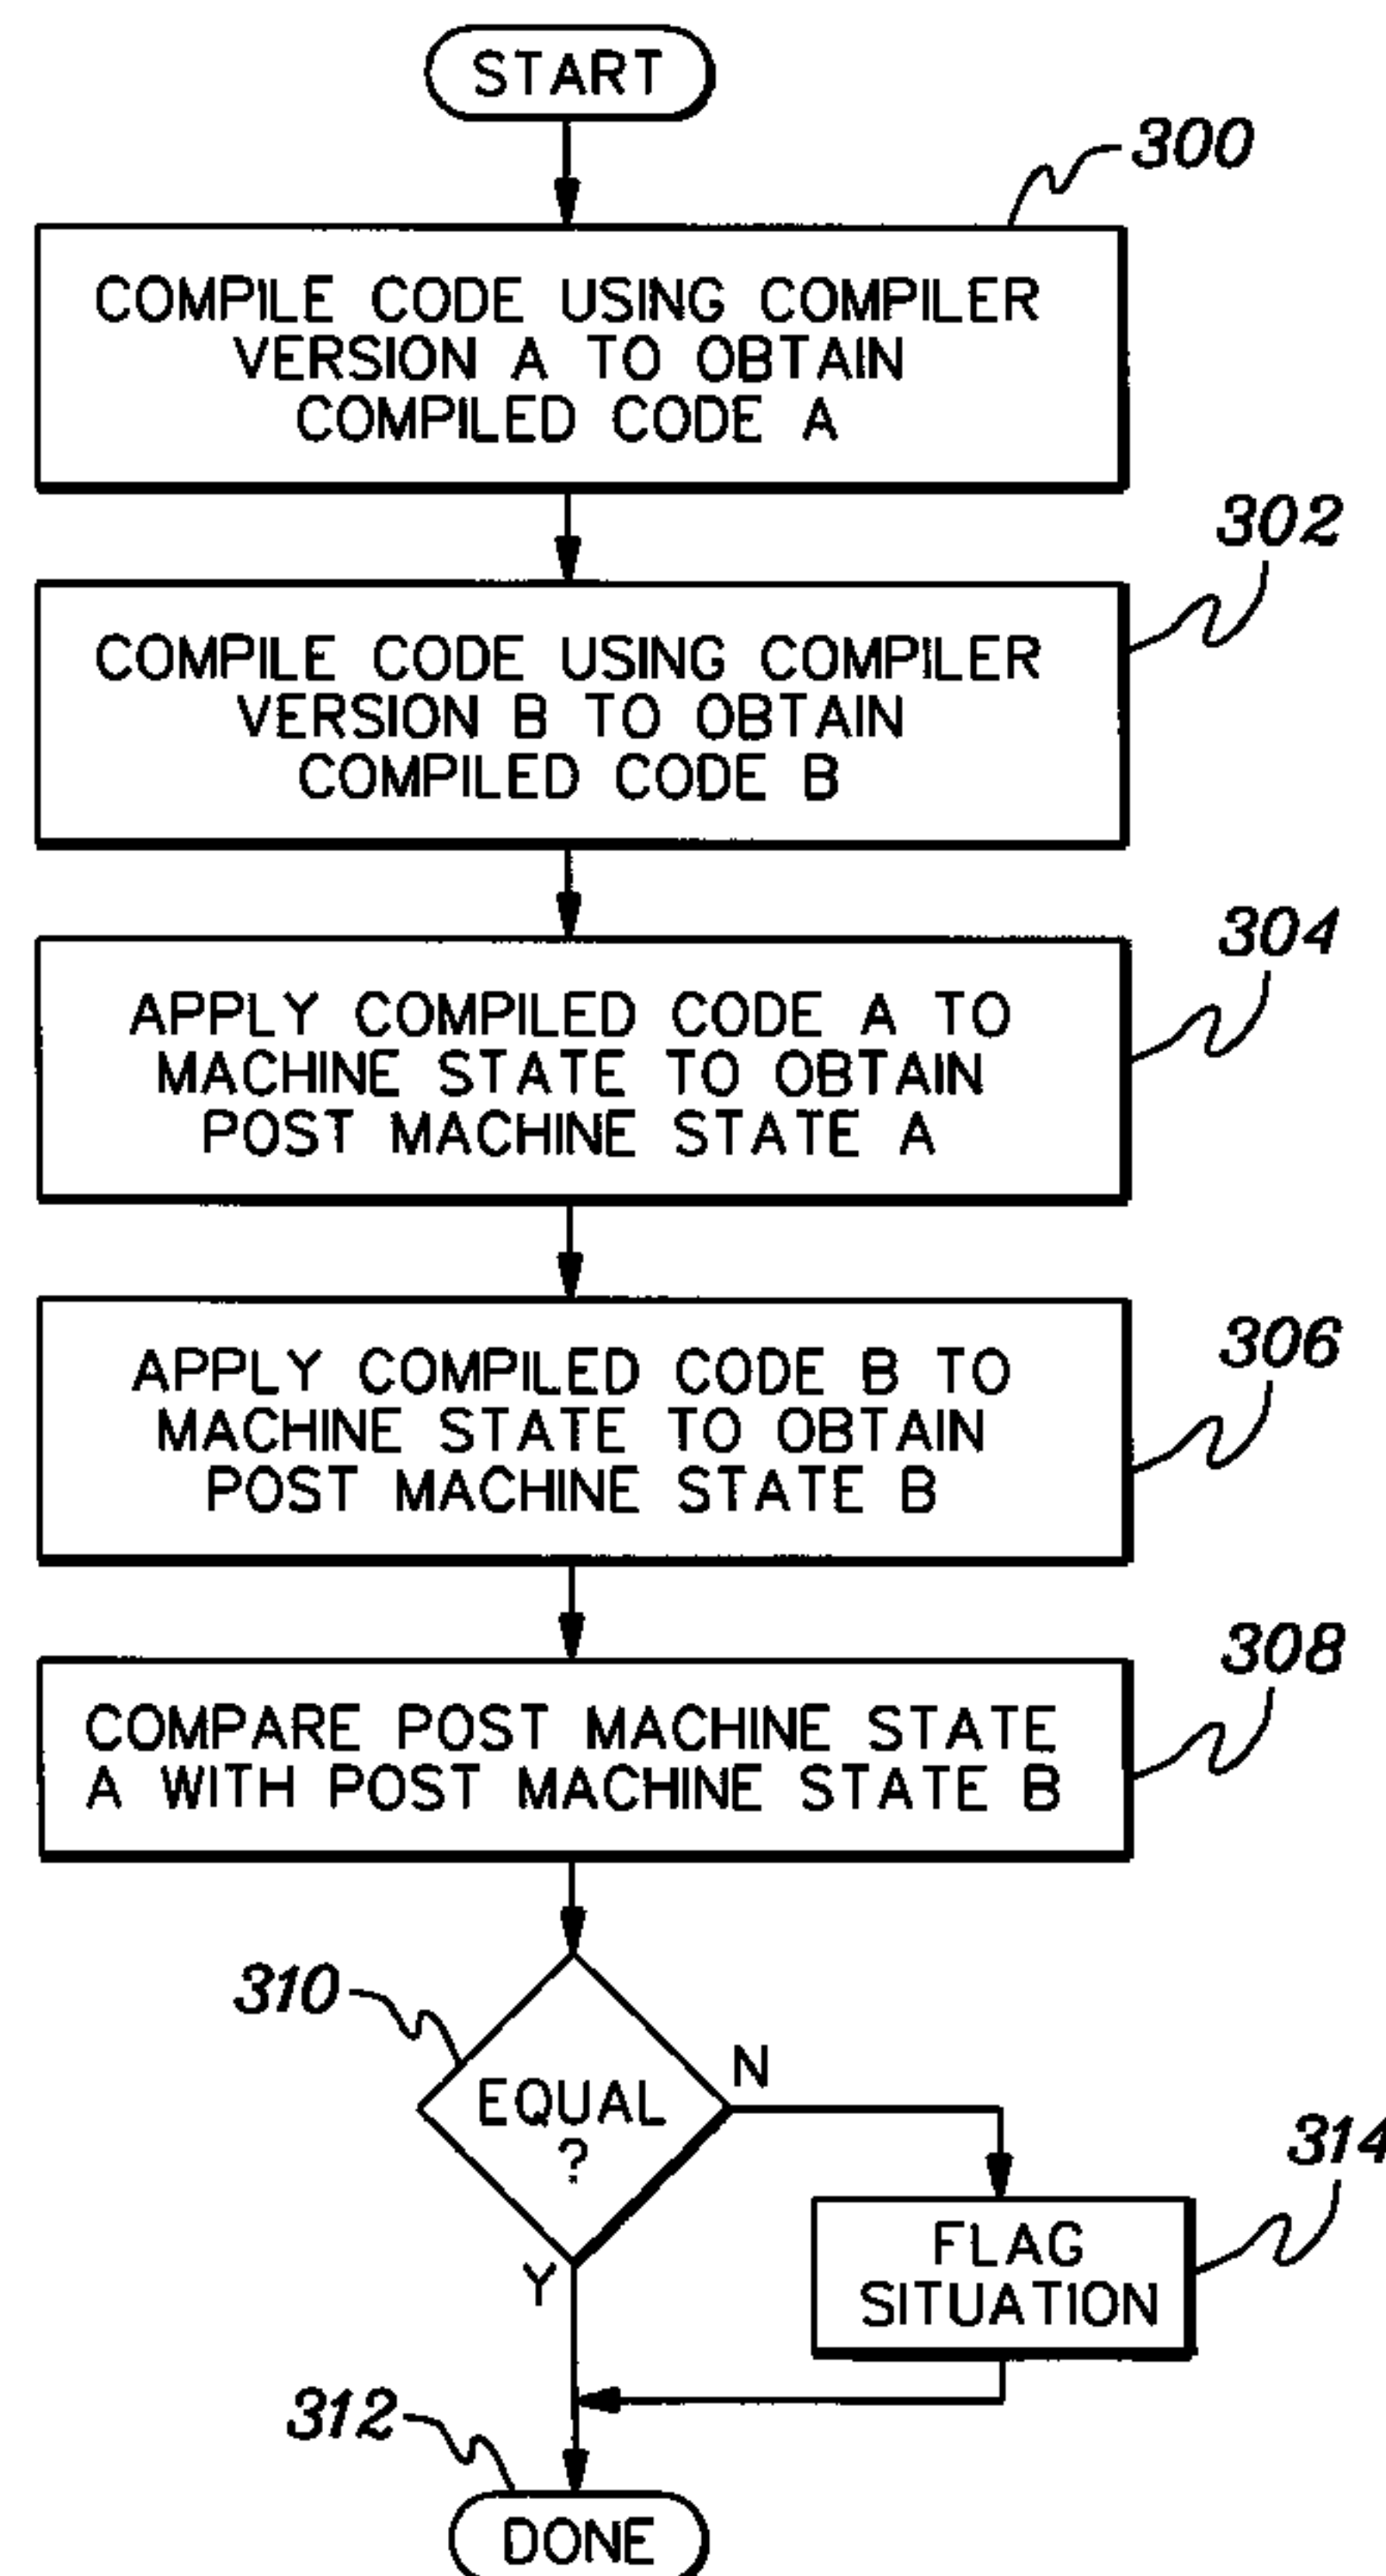 START
300
COMPILE CODE USING COMPILER
VERSION A TO OBTAIN
COMPILED CODE A
302
COMPILE CODE USING COMPILER
VERSION B TO OBTAIN
COMPILED CODE B
304
APPLY COMPILED CODE A TO
MACHINE STATE TO OBTAIN
POST MACHINE STATE A
306
APPLY COMPILED CODE B TO
MACHINE STATE TO OBTAIN
POST MACHINE STATE B
308
COMPARE POST MACHINE STATE
A WITH POST MACHINE STATE B
310
N
EQUAL
?
314
FLAG
SITUATION
Y
312
DONE